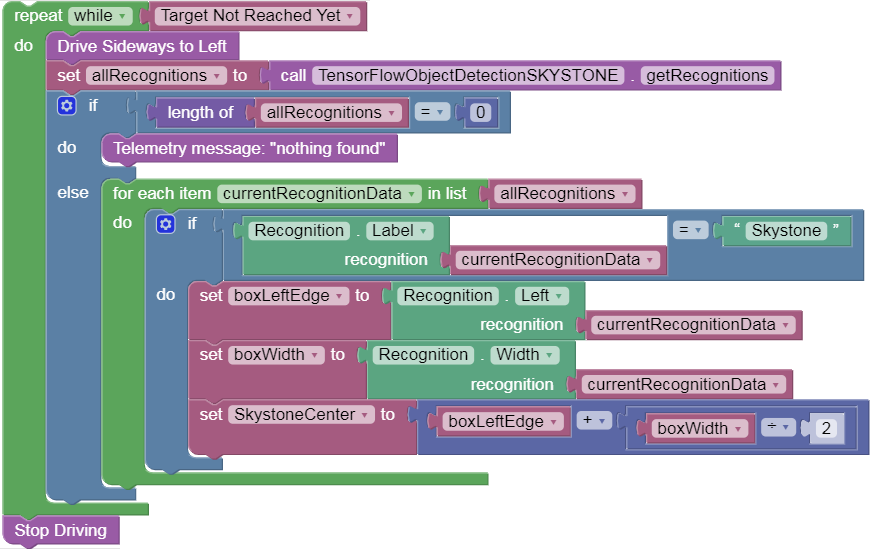 repeat while Target Not Reached Yet
do Drive Sideways to Left
set allRecognitions to call TensorFlowObjectDetectionSKYSTONE . getRecognitions
if length of allRecognitions = 0
do Telemetry message: "nothing found"
else for each item currentRecognitionData in list allRecognitions
do if Recognition . Label = “ Skystone ”
recognition currentRecognitionData
do set boxLeftEdge to Recognition . Left
recognition currentRecognitionData
set boxWidth to Recognition . Width
recognition currentRecognitionData
set SkystoneCenter to boxLeftEdge + boxWidth ÷ 2
Stop Driving